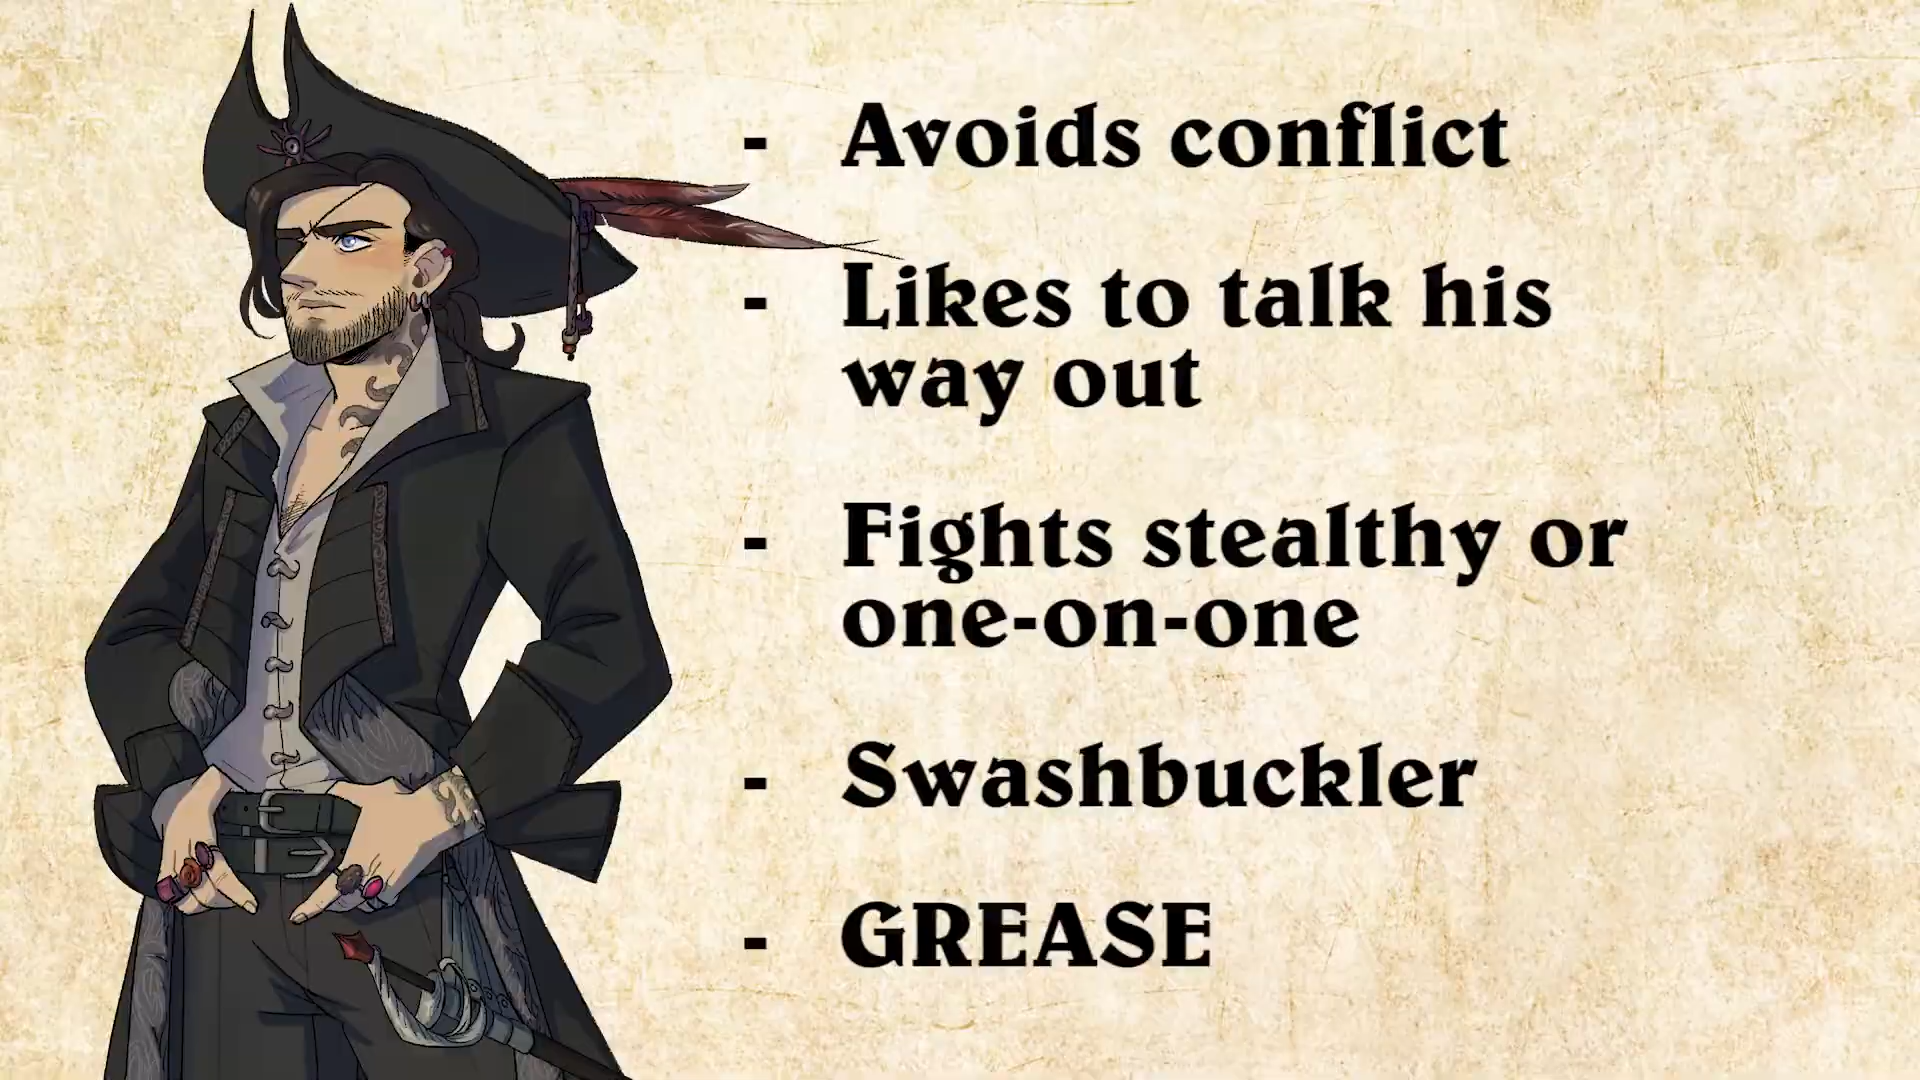 - Avoids conflict
- Likes to talk his
way out
- Fights stealthy or
one-on-one
- Swashbuckler
- GREASE